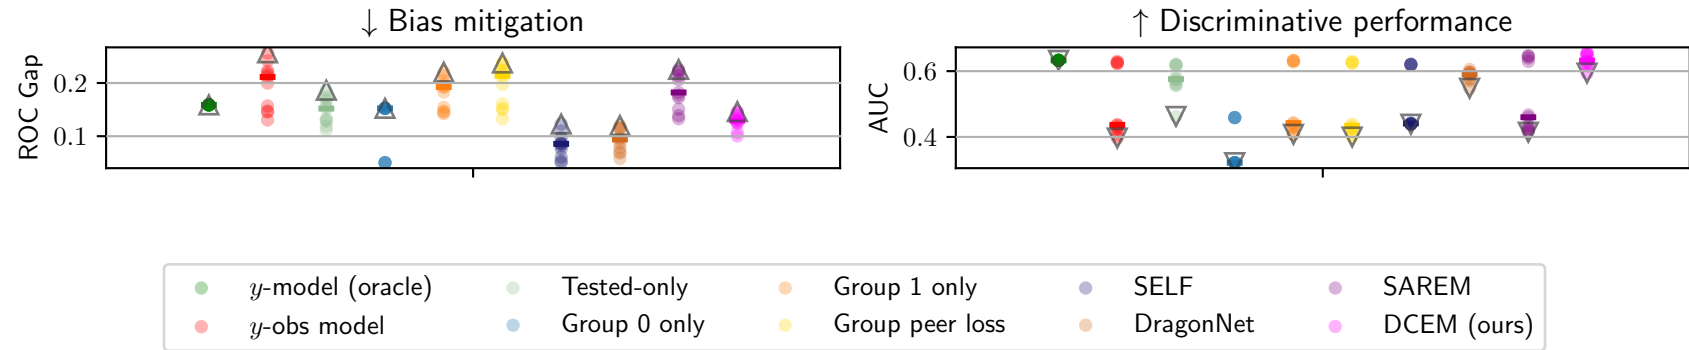 ↓ Bias mitigation
ROC Gap
0.2
0.1
↑ Discriminative performance
AUC
0.6
0.4
y-model (oracle)
Tested-only
Group 1 only
SELF
SAREM
y-obs model
Group 0 only
Group peer loss
DragonNet
DCEM (ours)